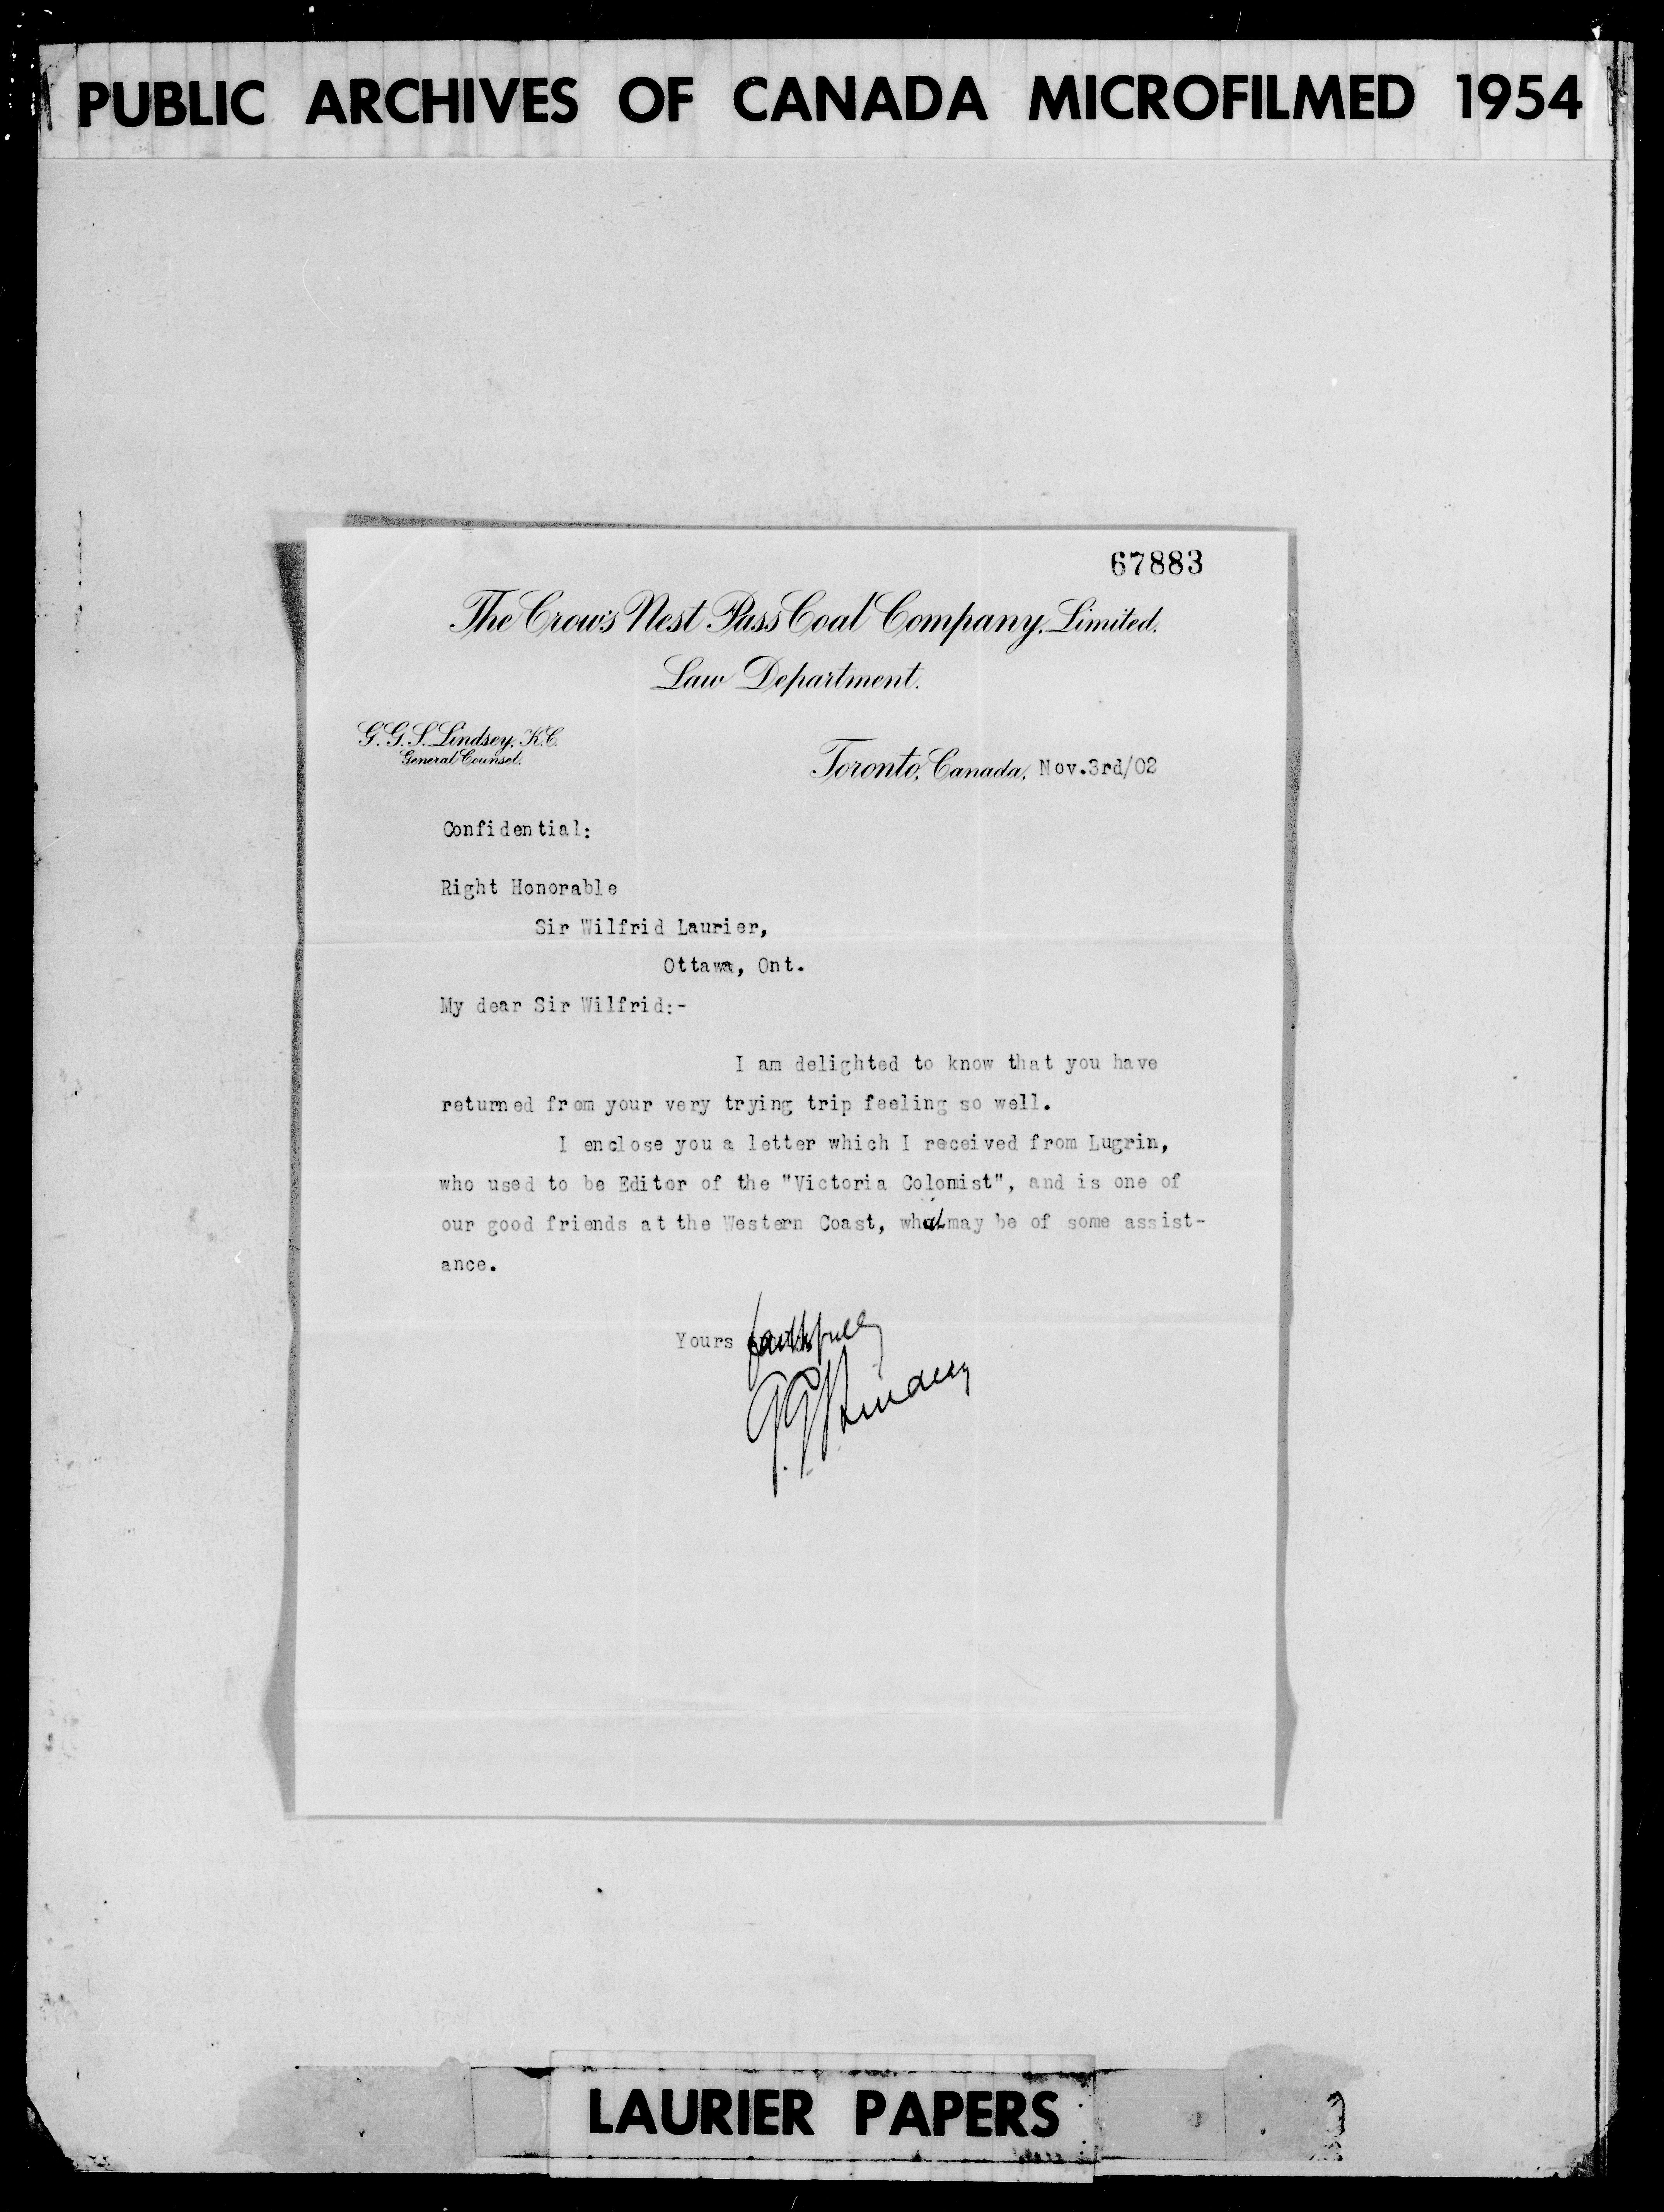 PUBLIC ARCHIVES OF CANADA MICROFILMED 1954
67883
The Crow's Nest Pass Coal Company, Limited.
Law Department.
G. G. S. Lindsey, K.C.
General Counsel.
Toronto, Canada, Nov.3rd/02
Confidential:
Right Honorable
Sir Wilfrid Laurier,
Ottawa, Ont.
My dear Sir Wilfrid:-
I am delighted to know that you have
returned from your very trying trip feeling so well.
I enclose you a letter which I received from Lugrin,
who used to be Editor of the "Victoria Colonist", and is one of
our good friends at the Western Coast, what may be of some assist-
ance.
Yours faithfully
G.G.S. Lindsey
LAURIER PAPERS